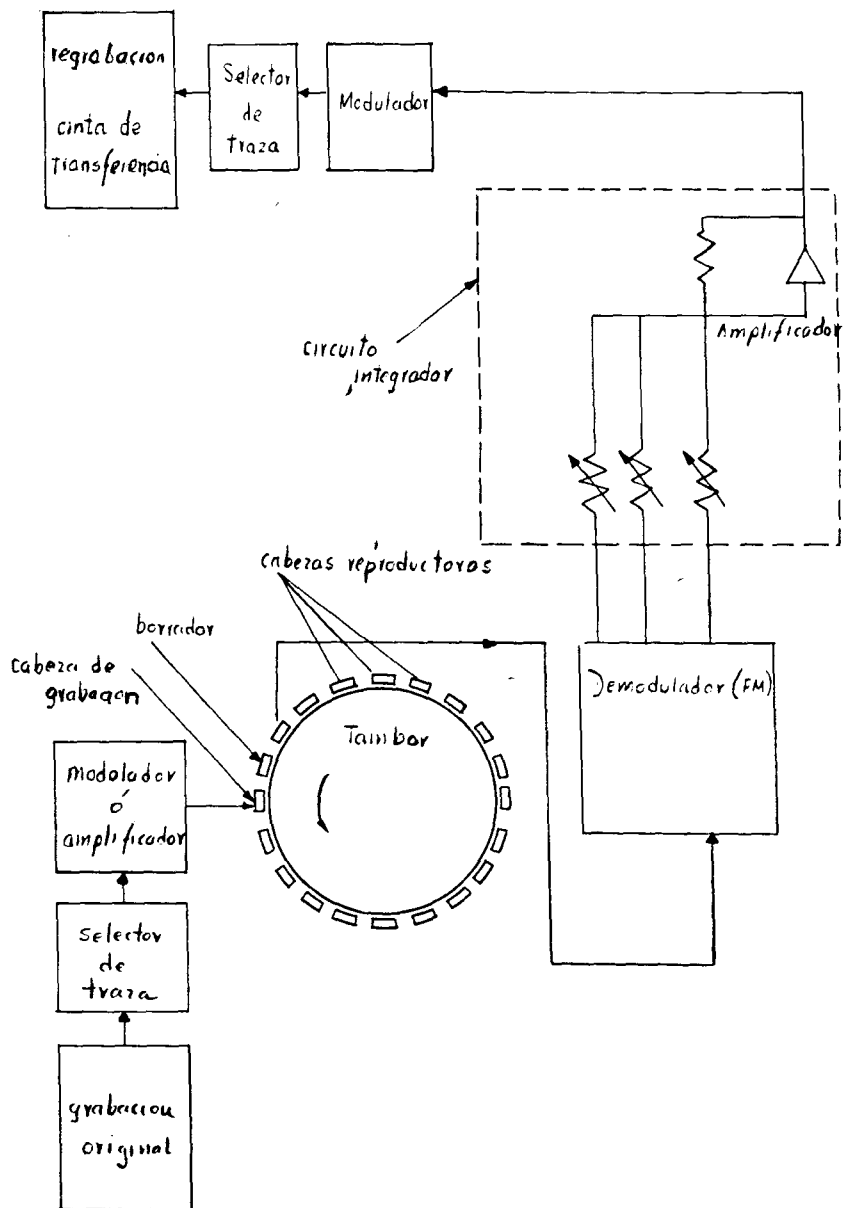 regrabacion
cinta de
transferencia
Selector
de
traza
Modulador
circuito
integrador
Amplificador
cabezas reproductoras
borrador
cabeza de
grabacion
Tambor
Demodulador (FM)
modolador
ó
amplificador
selector
de
traza
grabacion
original